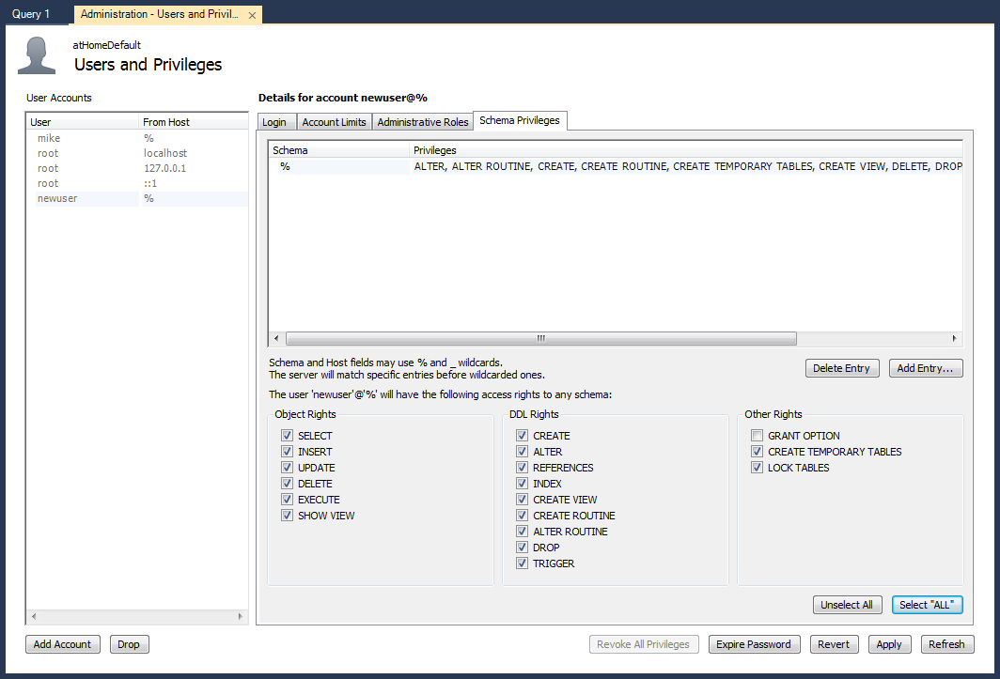 Query 1
Administration - Users and Privil...
atHomeDefault
Users and Privileges
User Accounts
User From Host
mike %
root localhost
root 127.0.0.1
root ::1
newuser %
Add Account Drop
Details for account newuser@%
Login Account Limits Administrative Roles Schema Privileges
Schema Privileges
% ALTER, ALTER ROUTINE, CREATE, CREATE ROUTINE, CREATE TEMPORARY TABLES, CREATE VIEW, DELETE, DROP
Schema and Host fields may use % and _ wildcards.
The server will match specific entries before wildcarded ones.
Delete Entry Add Entry...
The user 'newuser'@'%' will have the following access rights to any schema:
Object Rights
SELECT
INSERT
UPDATE
DELETE
EXECUTE
SHOW VIEW
DDL Rights
CREATE
ALTER
REFERENCES
INDEX
CREATE VIEW
CREATE ROUTINE
ALTER ROUTINE
DROP
TRIGGER
Other Rights
GRANT OPTION
CREATE TEMPORARY TABLES
LOCK TABLES
Unselect All Select "ALL"
Revoke All Privileges Expire Password Revert Apply Refresh